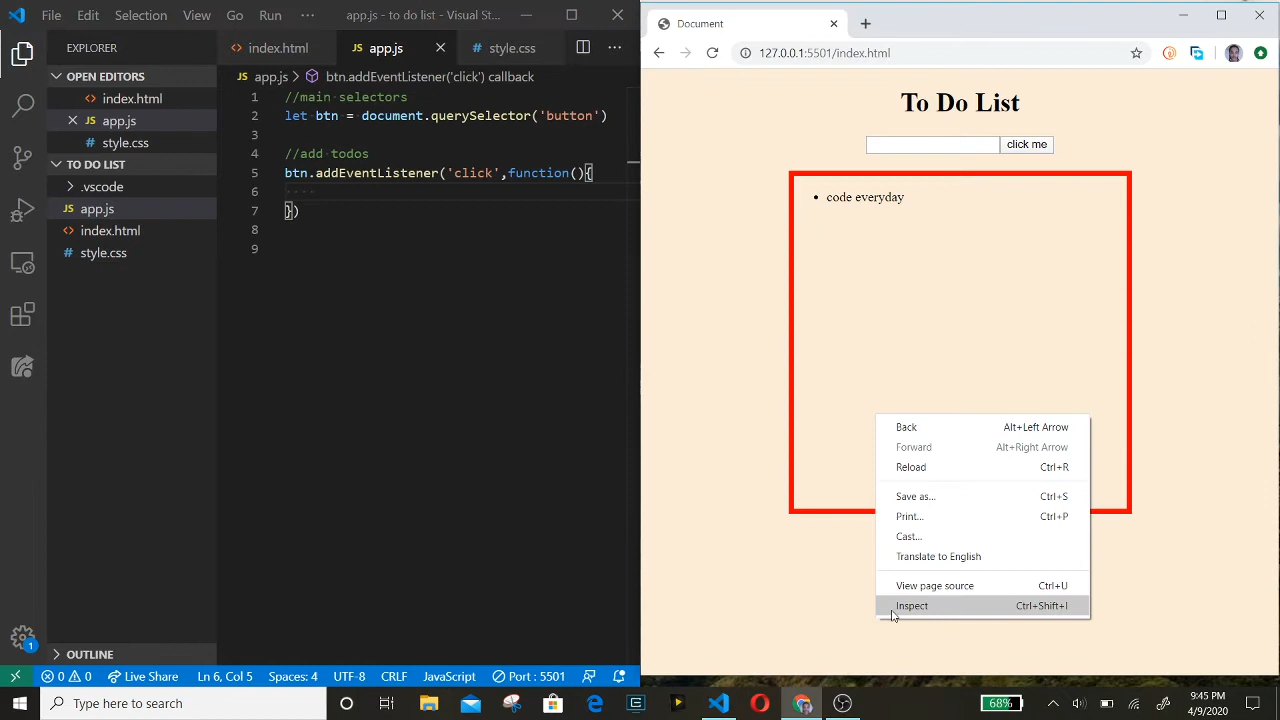 File Edit Selection View Go Run ··· app.js - to do list - Visual St...
EXPLORER
OPEN EDITORS
index.html
app.js
style.css
TO DO LIST
.vscode
app.js
index.html
style.css
OUTLINE
index.html app.js style.css ···
app.js > btn.addEventListener('click') callback
1 //main selectors
2 let btn = document.querySelector('button')
3
4 //add todos
5 btn.addEventListener('click',function(){
6
7 })
8
9
1
0 0 Live Share Ln 6, Col 5 Spaces: 4 UTF-8 CRLF JavaScript Port : 5501
Document
127.0.0.1:5501/index.html
To Do List
click me
• code everyday
Back Alt+Left Arrow
Forward Alt+Right Arrow
Reload Ctrl+R
Save as... Ctrl+S
Print... Ctrl+P
Cast...
Translate to English
View page source Ctrl+U
Inspect Ctrl+Shift+I
Type here to search
68%
9:45 PM
4/9/2020